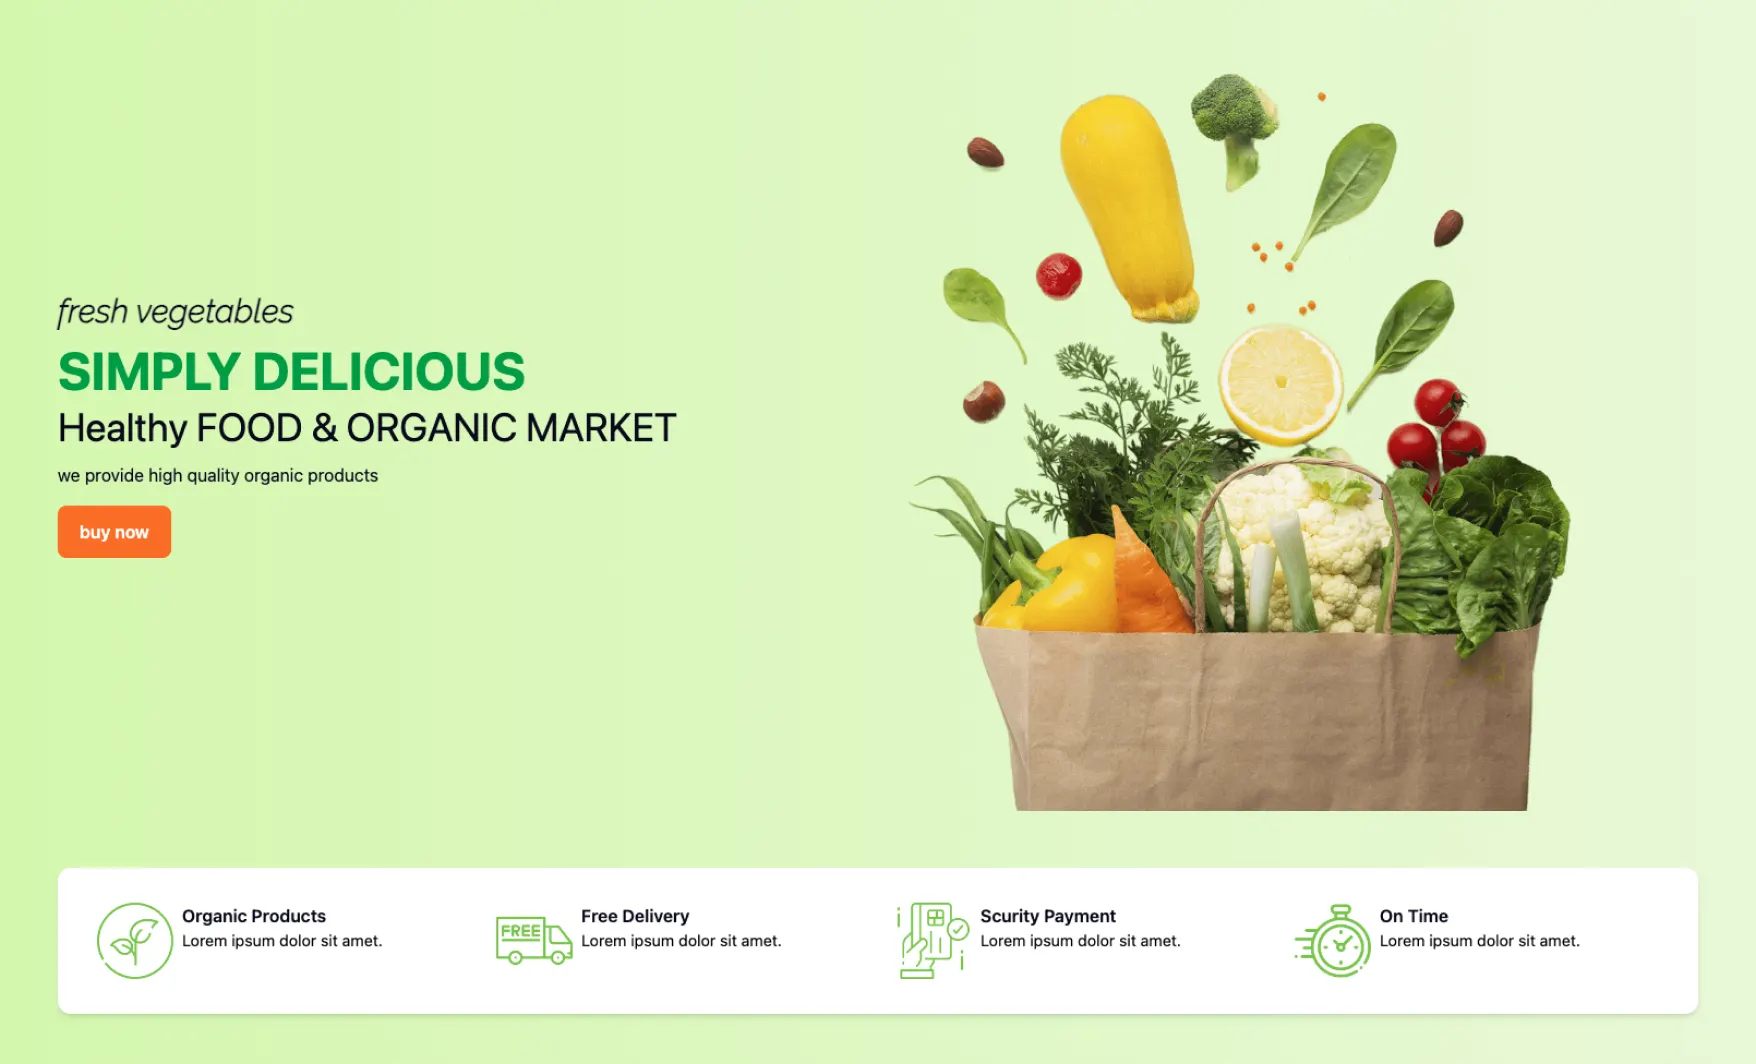 fresh vegetables
SIMPLY DELICIOUS
Healthy FOOD & ORGANIC MARKET
we provide high quality organic products
buy now
Organic Products
Lorem ipsum dolor sit amet.
FREE
Free Delivery
Lorem ipsum dolor sit amet.
Scurity Payment
Lorem ipsum dolor sit amet.
On Time
Lorem ipsum dolor sit amet.